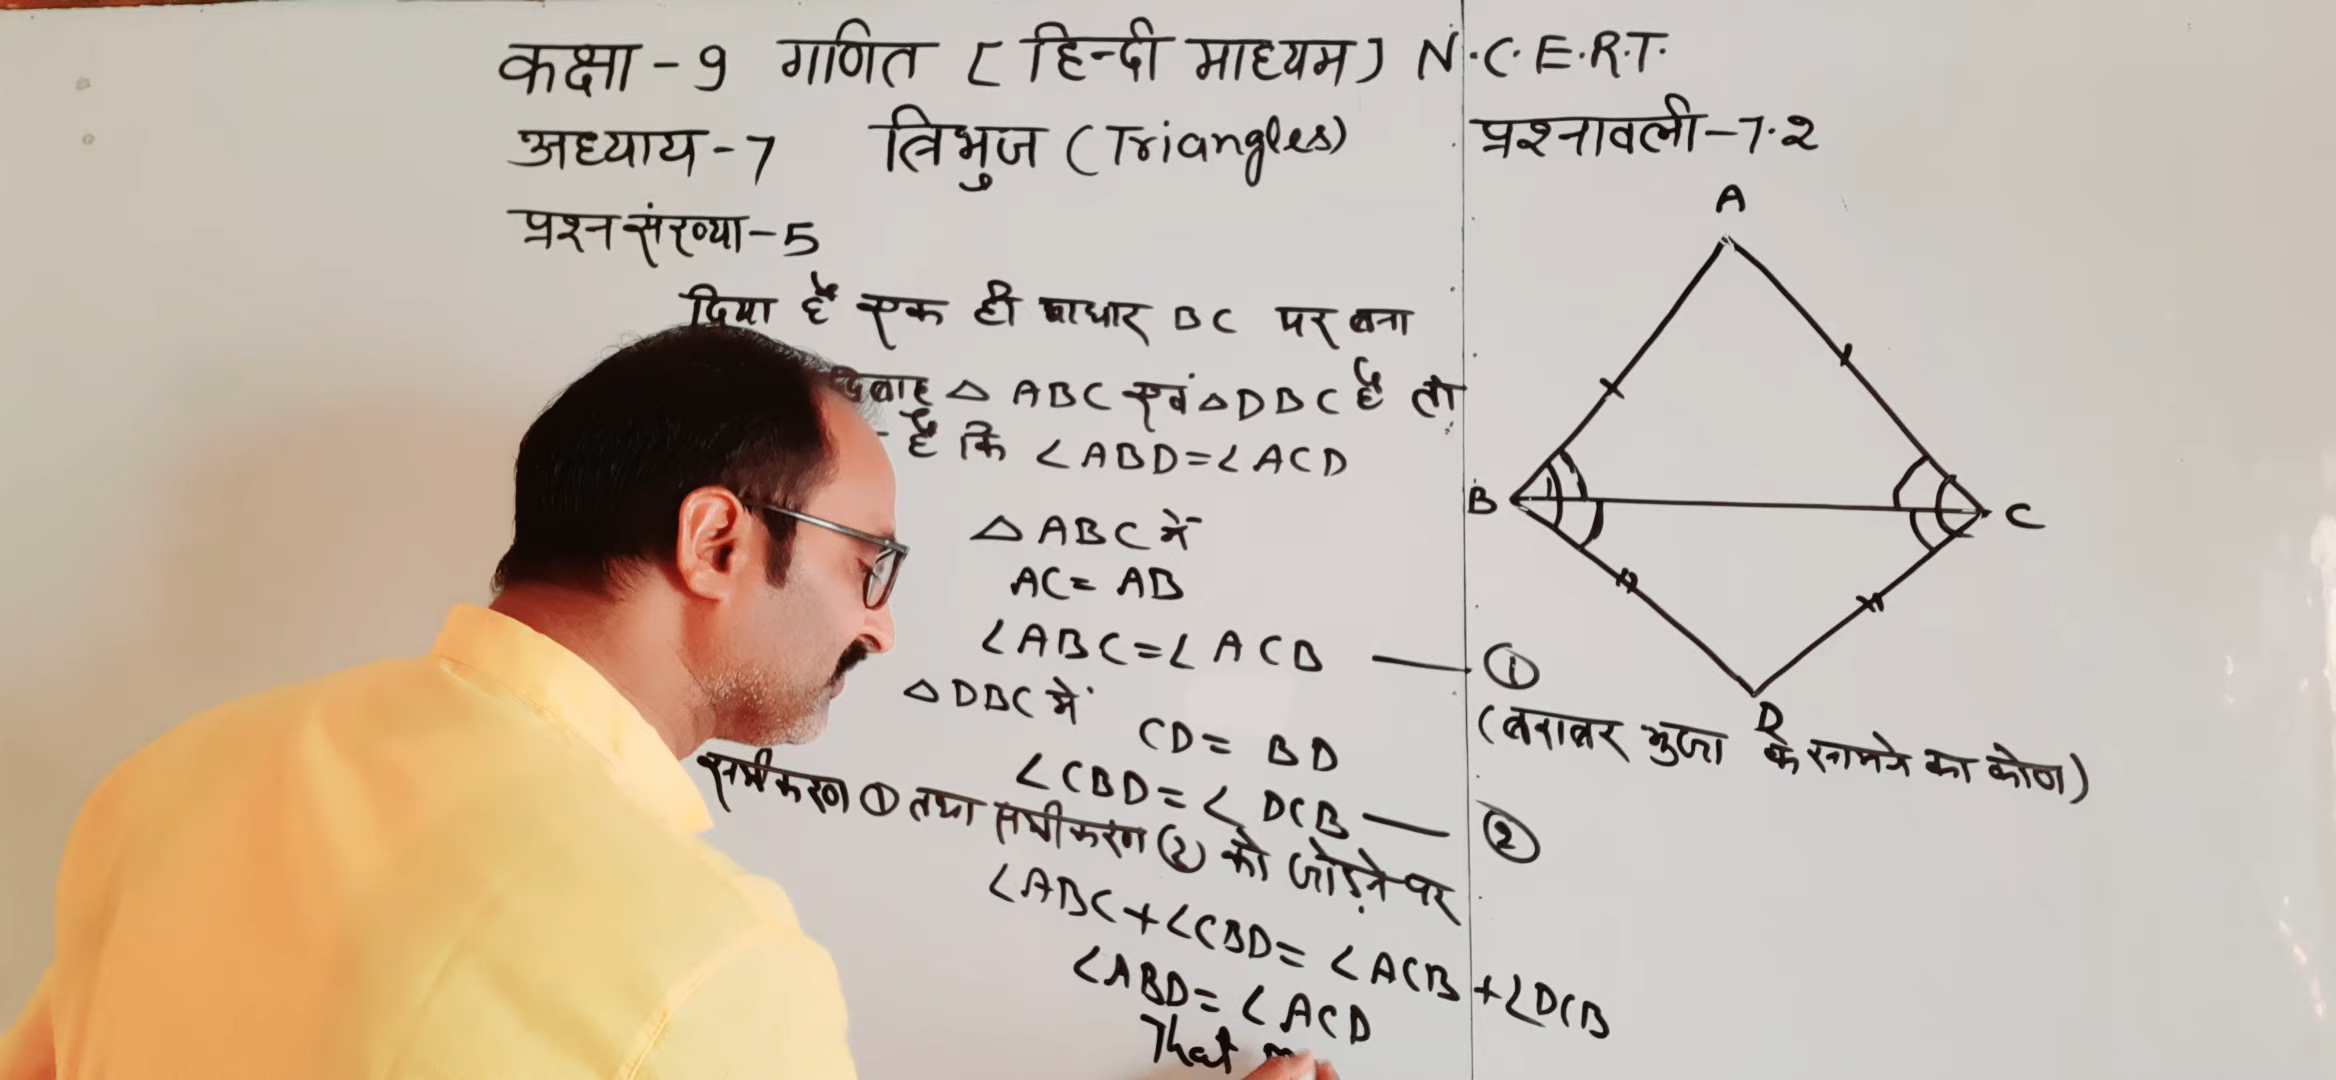 कक्षा - 9 गणित [हिन्दी माध्यम] N.C.E.R.T.
अध्याय - 7 त्रिभुज (Triangles) प्रश्नावली - 7.2
प्रश्न संख्या - 5
दिया है एक ही आधार BC पर बना
द्विबाहु △ ABC एवं △ DBC है तो
है कि ∠ABD = ∠ACD
△ ABC में
AC = AB
∠ABC = ∠ACB —— ①
(बराबर भुजा के सामने का कोण)
△ DBC में
CD = BD
∠CBD = ∠DCB —— ②
समीकरण ① तथा समीकरण ② को जोड़ने पर
∠ABC + ∠CBD = ∠ACB + ∠DCB
∠ABD = ∠ACD
That
A
B
C
D